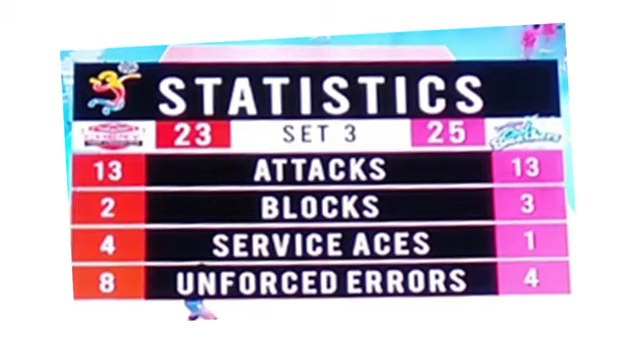 STATISTICS
23 SET 3 25
13 ATTACKS 13
2 BLOCKS 3
4 SERVICE ACES 1
8 UNFORCED ERRORS 4